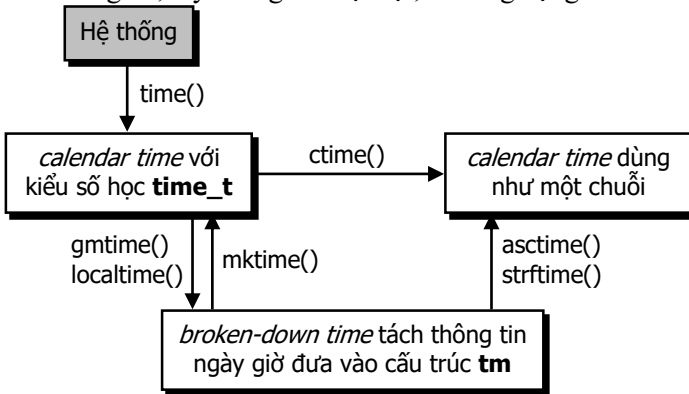 Hệ thống
time()
calendar time với
kiểu số học time_t
ctime()
calendar time dùng
như một chuỗi
gmtime()
localtime()
mktime()
asctime()
strftime()
broken-down time tách thông tin
ngày giờ đưa vào cấu trúc tm